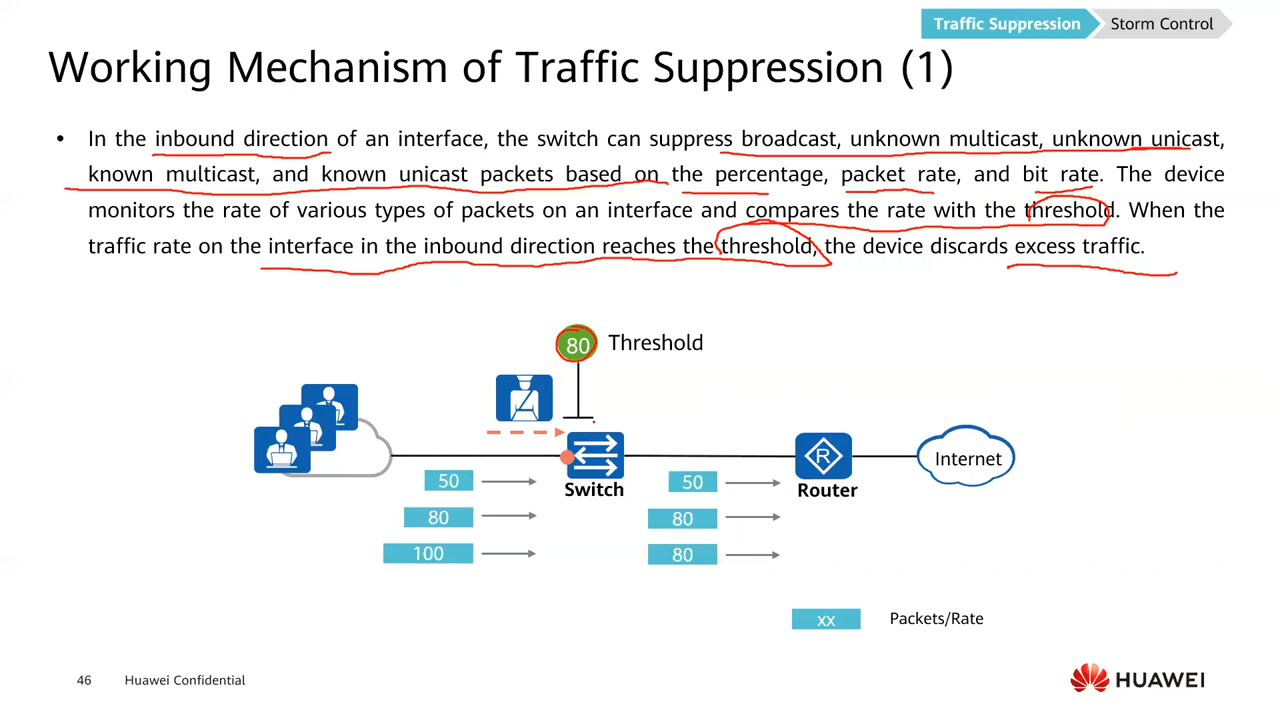 Traffic Suppression Storm Control
Working Mechanism of Traffic Suppression (1)
• In the inbound direction of an interface, the switch can suppress broadcast, unknown multicast, unknown unicast,
known multicast, and known unicast packets based on the percentage, packet rate, and bit rate. The device
monitors the rate of various types of packets on an interface and compares the rate with the threshold. When the
traffic rate on the interface in the inbound direction reaches the threshold, the device discards excess traffic.
80 Threshold
Internet
Switch
Router
50 50
80 80
100 80
xx Packets/Rate
46 Huawei Confidential
HUAWEI
R